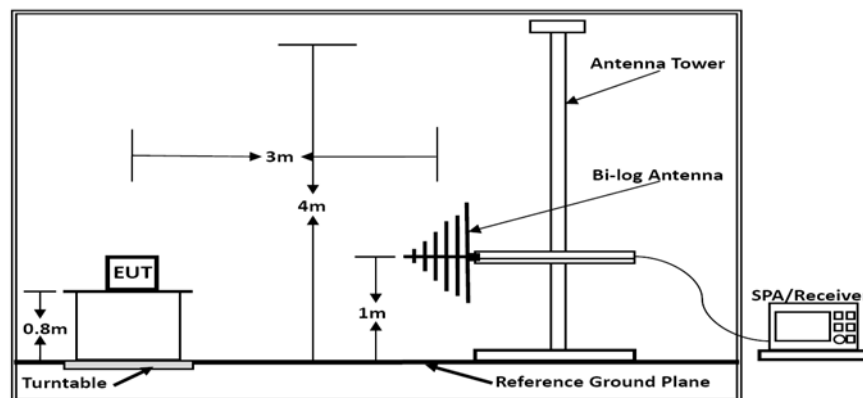 Antenna Tower
3m
Bi-log Antenna
4m
EUT
SPA/Receive
0.8m
1m
Turntable
Reference Ground Plane